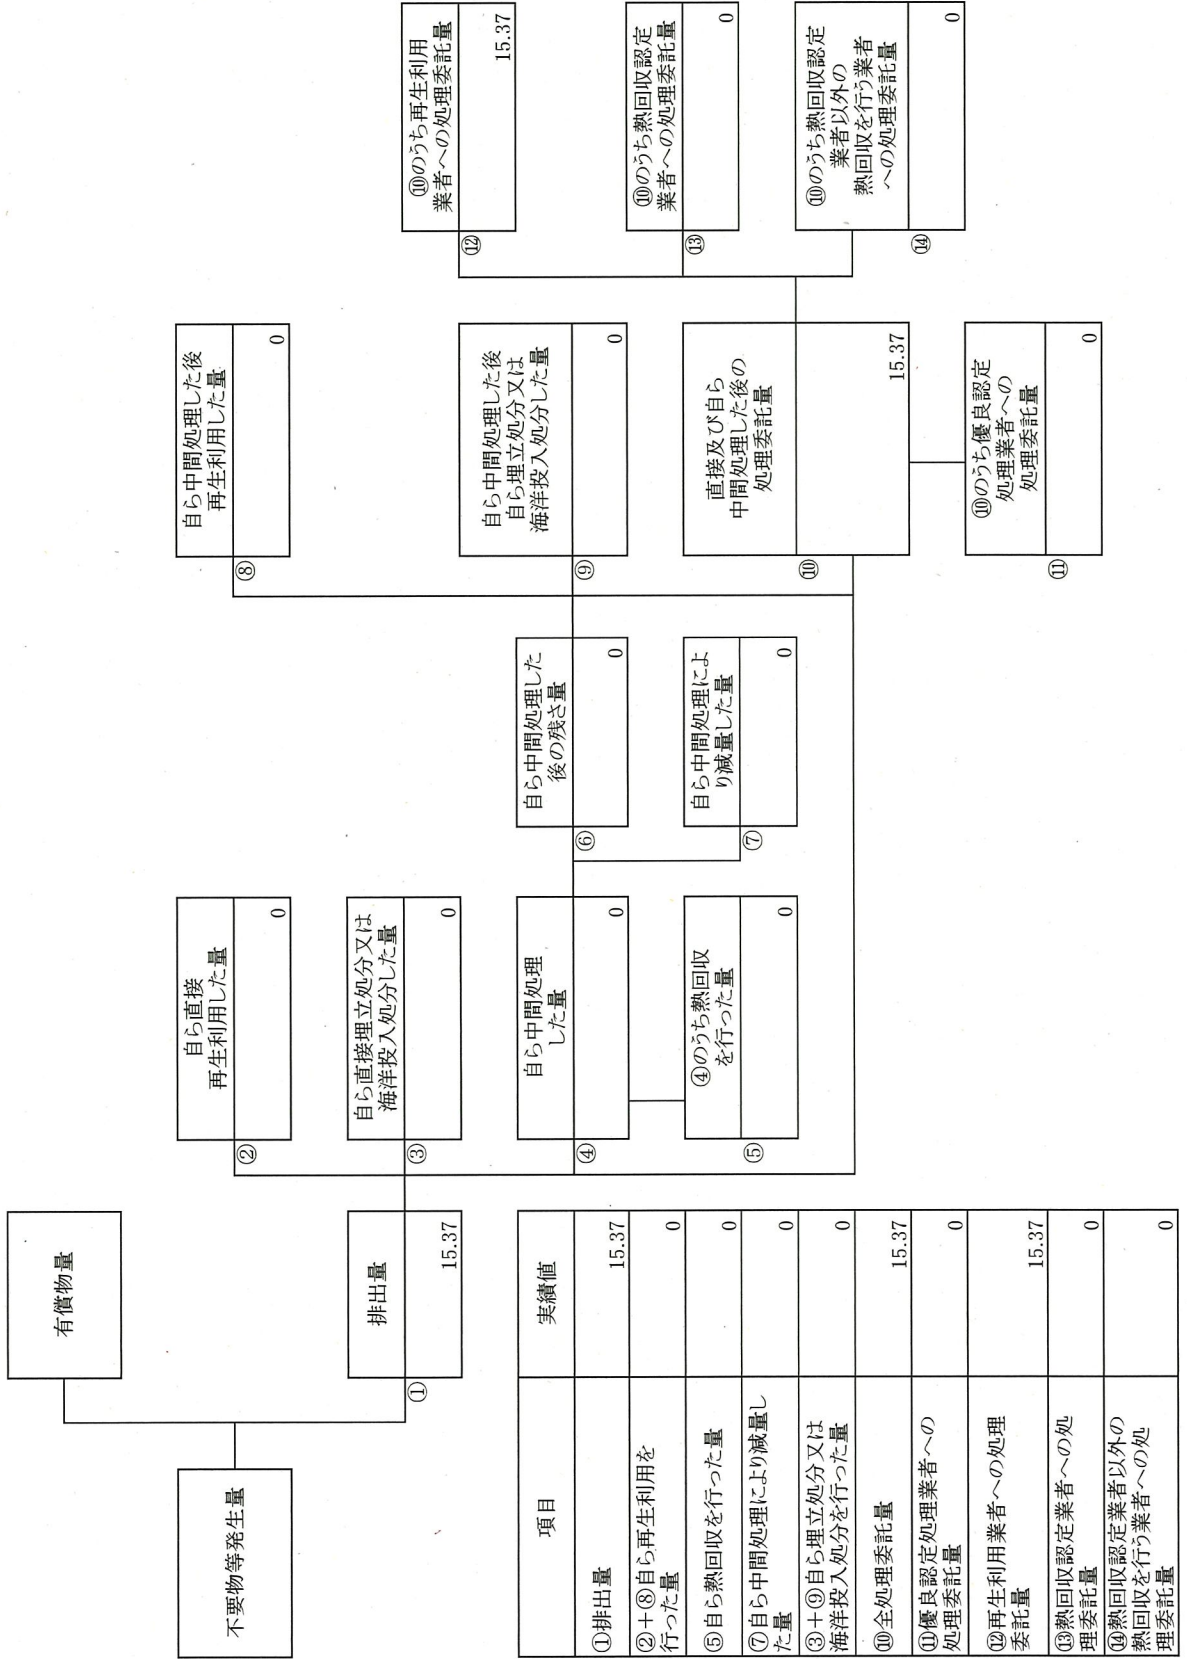 不要物等発生量
有償物量
排出量
①
15.37
自ら直接
再生利用した量
②
0
自ら直接埋立処分又は
海洋投入処分した量
③
0
自ら中間処理
した量
④
0
④のうち熱回収
を行った量
⑤
0
自ら中間処理した
後の残さ量
⑥
0
自ら中間処理によ
り減量した量
⑦
0
自ら中間処理した後
再生利用した量
⑧
0
自ら中間処理した後
自ら埋立処分又は
海洋投入処分した量
⑨
0
直接及び自ら
中間処理した後の
処理委託量
⑩
15.37
⑩のうち優良認定
処理業者への
処理委託量
⑪
0
⑩のうち再生利用
業者への処理委託量
⑫
15.37
⑩のうち熱回収認定
業者への処理委託量
⑬
0
⑩のうち熱回収認定
業者以外の
熱回収を行う業者
への処理委託量
⑭
0
項目 実績値
①排出量 15.37
②+⑧自ら再生利用を
行った量 0
⑤自ら熱回収を行った量 0
⑦自ら中間処理により減量し
た量 0
③+⑨自ら埋立処分又は
海洋投入処分を行った量 0
⑩全処理委託量 15.37
⑪優良認定処理業者への
処理委託量 0
⑫再生利用業者への処理
委託量 15.37
⑬熱回収認定業者への処
理委託量 0
⑭熱回収認定業者以外の
熱回収を行う業者への処
理委託量 0